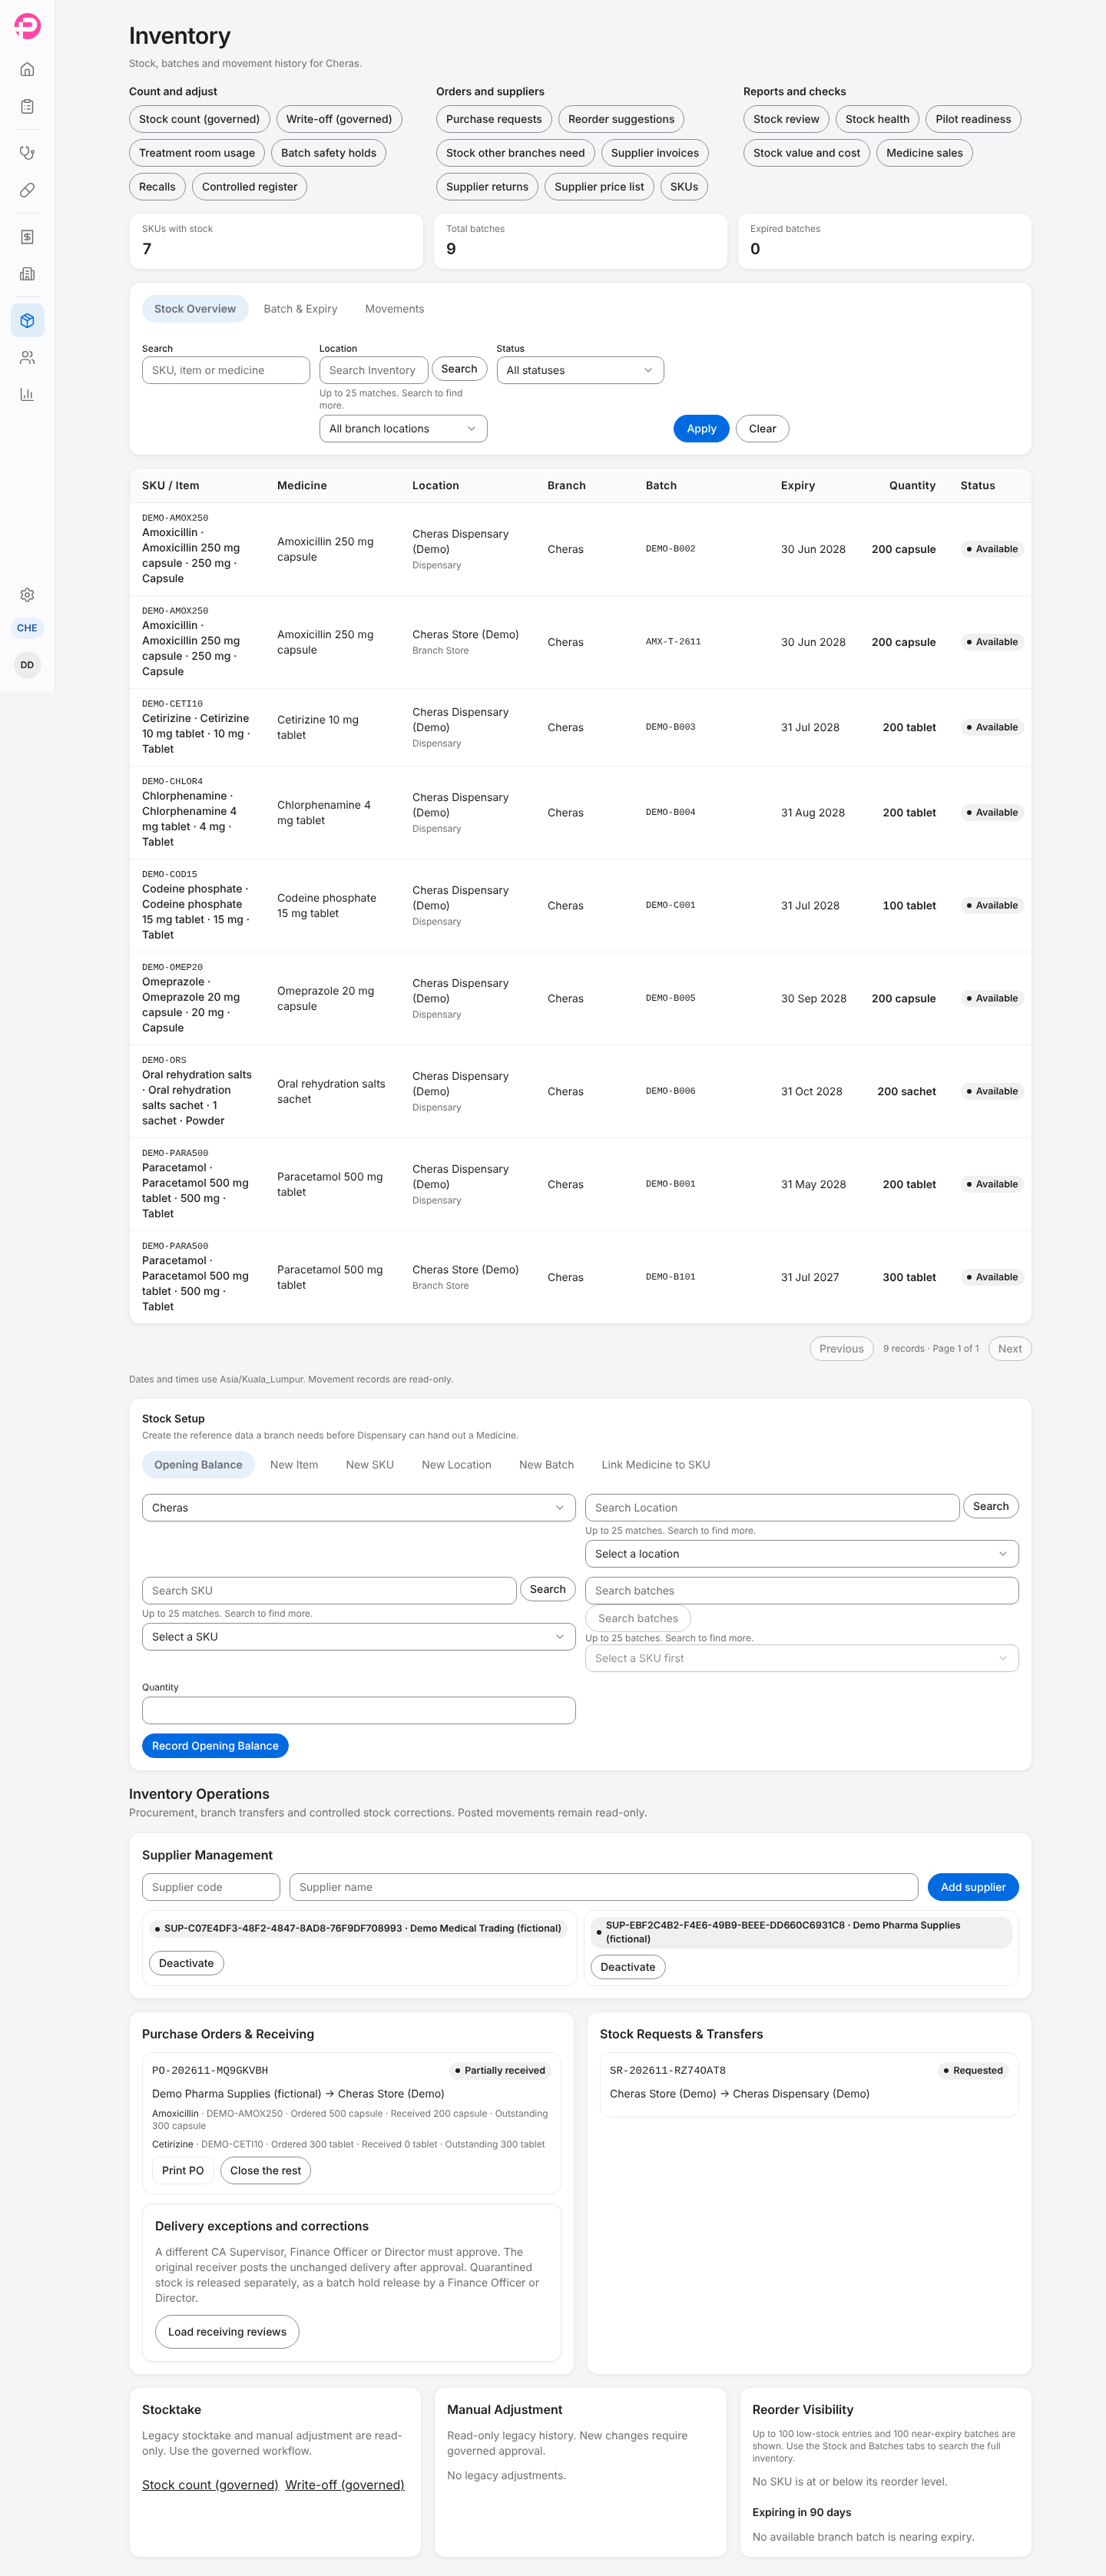 Inventory
Stock, batches and movement history for Cheras.
Count and adjust
Stock count (governed)
Write-off (governed)
Treatment room usage
Batch safety holds
Recalls
Controlled register
Orders and suppliers
Purchase requests
Reorder suggestions
Stock other branches need
Supplier invoices
Supplier returns
Supplier price list
SKUs
Reports and checks
Stock review
Stock health
Pilot readiness
Stock value and cost
Medicine sales
SKUs with stock
7
Total batches
9
Expired batches
0
Stock Overview
Batch & Expiry
Movements
Search
SKU, item or medicine
Location
Search Inventory
Search
Up to 25 matches. Search to find
more.
All branch locations
Status
All statuses
Apply
Clear
SKU / Item Medicine Location Branch Batch Expiry Quantity Status
DEMO-AMOX250
Amoxicillin ·
Amoxicillin 250 mg
capsule · 250 mg ·
Capsule
Amoxicillin 250 mg
capsule
Cheras Dispensary
(Demo)
Dispensary
Cheras
DEMO-B002
30 Jun 2028
200 capsule
Available
DEMO-AMOX250
Amoxicillin ·
Amoxicillin 250 mg
capsule · 250 mg ·
Capsule
Amoxicillin 250 mg
capsule
Cheras Store (Demo)
Branch Store
Cheras
AMX-T-2611
30 Jun 2028
200 capsule
Available
DEMO-CETI10
Cetirizine · Cetirizine
10 mg tablet · 10 mg ·
Tablet
Cetirizine 10 mg
tablet
Cheras Dispensary
(Demo)
Dispensary
Cheras
DEMO-B003
31 Jul 2028
200 tablet
Available
DEMO-CHLOR4
Chlorphenamine ·
Chlorphenamine 4
mg tablet · 4 mg ·
Tablet
Chlorphenamine 4
mg tablet
Cheras Dispensary
(Demo)
Dispensary
Cheras
DEMO-B004
31 Aug 2028
200 tablet
Available
DEMO-COD15
Codeine phosphate ·
Codeine phosphate
15 mg tablet · 15 mg ·
Tablet
Codeine phosphate
15 mg tablet
Cheras Dispensary
(Demo)
Dispensary
Cheras
DEMO-C001
31 Jul 2028
100 tablet
Available
DEMO-OMEP20
Omeprazole ·
Omeprazole 20 mg
capsule · 20 mg ·
Capsule
Omeprazole 20 mg
capsule
Cheras Dispensary
(Demo)
Dispensary
Cheras
DEMO-B005
30 Sep 2028
200 capsule
Available
DEMO-ORS
Oral rehydration salts
· Oral rehydration
salts sachet · 1
sachet · Powder
Oral rehydration salts
sachet
Cheras Dispensary
(Demo)
Dispensary
Cheras
DEMO-B006
31 Oct 2028
200 sachet
Available
DEMO-PARA500
Paracetamol ·
Paracetamol 500 mg
tablet · 500 mg ·
Tablet
Paracetamol 500 mg
tablet
Cheras Dispensary
(Demo)
Dispensary
Cheras
DEMO-B001
31 May 2028
200 tablet
Available
DEMO-PARA500
Paracetamol ·
Paracetamol 500 mg
tablet · 500 mg ·
Tablet
Paracetamol 500 mg
tablet
Cheras Store (Demo)
Branch Store
Cheras
DEMO-B101
31 Jul 2027
300 tablet
Available
CHE
DD
Previous
9 records · Page 1 of 1
Next
Dates and times use Asia/Kuala_Lumpur. Movement records are read-only.
Stock Setup
Create the reference data a branch needs before Dispensary can hand out a Medicine.
Opening Balance
New Item
New SKU
New Location
New Batch
Link Medicine to SKU
Cheras
Search Location
Search
Up to 25 matches. Search to find more.
Select a location
Search SKU
Search
Up to 25 matches. Search to find more.
Select a SKU
Search batches
Search batches
Up to 25 batches. Search to find more.
Select a SKU first
Quantity
Record Opening Balance
Inventory Operations
Procurement, branch transfers and controlled stock corrections. Posted movements remain read-only.
Supplier Management
Supplier code
Supplier name
Add supplier
SUP-C07E4DF3-48F2-4847-8AD8-76F9DF708993 · Demo Medical Trading (fictional)
Deactivate
SUP-EBF2C4B2-F4E6-49B9-BEEE-DD660C6931C8 · Demo Pharma Supplies
(fictional)
Deactivate
Purchase Orders & Receiving
PO-202611-MQ9GKVBH
Partially received
Demo Pharma Supplies (fictional) → Cheras Store (Demo)
Amoxicillin · DEMO-AMOX250 · Ordered 500 capsule · Received 200 capsule · Outstanding
300 capsule
Cetirizine · DEMO-CETI10 · Ordered 300 tablet · Received 0 tablet · Outstanding 300 tablet
Print PO
Close the rest
Delivery exceptions and corrections
A different CA Supervisor, Finance Officer or Director must approve. The
original receiver posts the unchanged delivery after approval. Quarantined
stock is released separately, as a batch hold release by a Finance Officer or
Director.
Load receiving reviews
Stock Requests & Transfers
SR-202611-RZ74OAT8
Requested
Cheras Store (Demo) → Cheras Dispensary (Demo)
Stocktake
Legacy stocktake and manual adjustment are read-
only. Use the governed workflow.
Stock count (governed) Write-off (governed)
Manual Adjustment
Read-only legacy history. New changes require
governed approval.
No legacy adjustments.
Reorder Visibility
Up to 100 low-stock entries and 100 near-expiry batches are
shown. Use the Stock and Batches tabs to search the full
inventory.
No SKU is at or below its reorder level.
Expiring in 90 days
No available branch batch is nearing expiry.